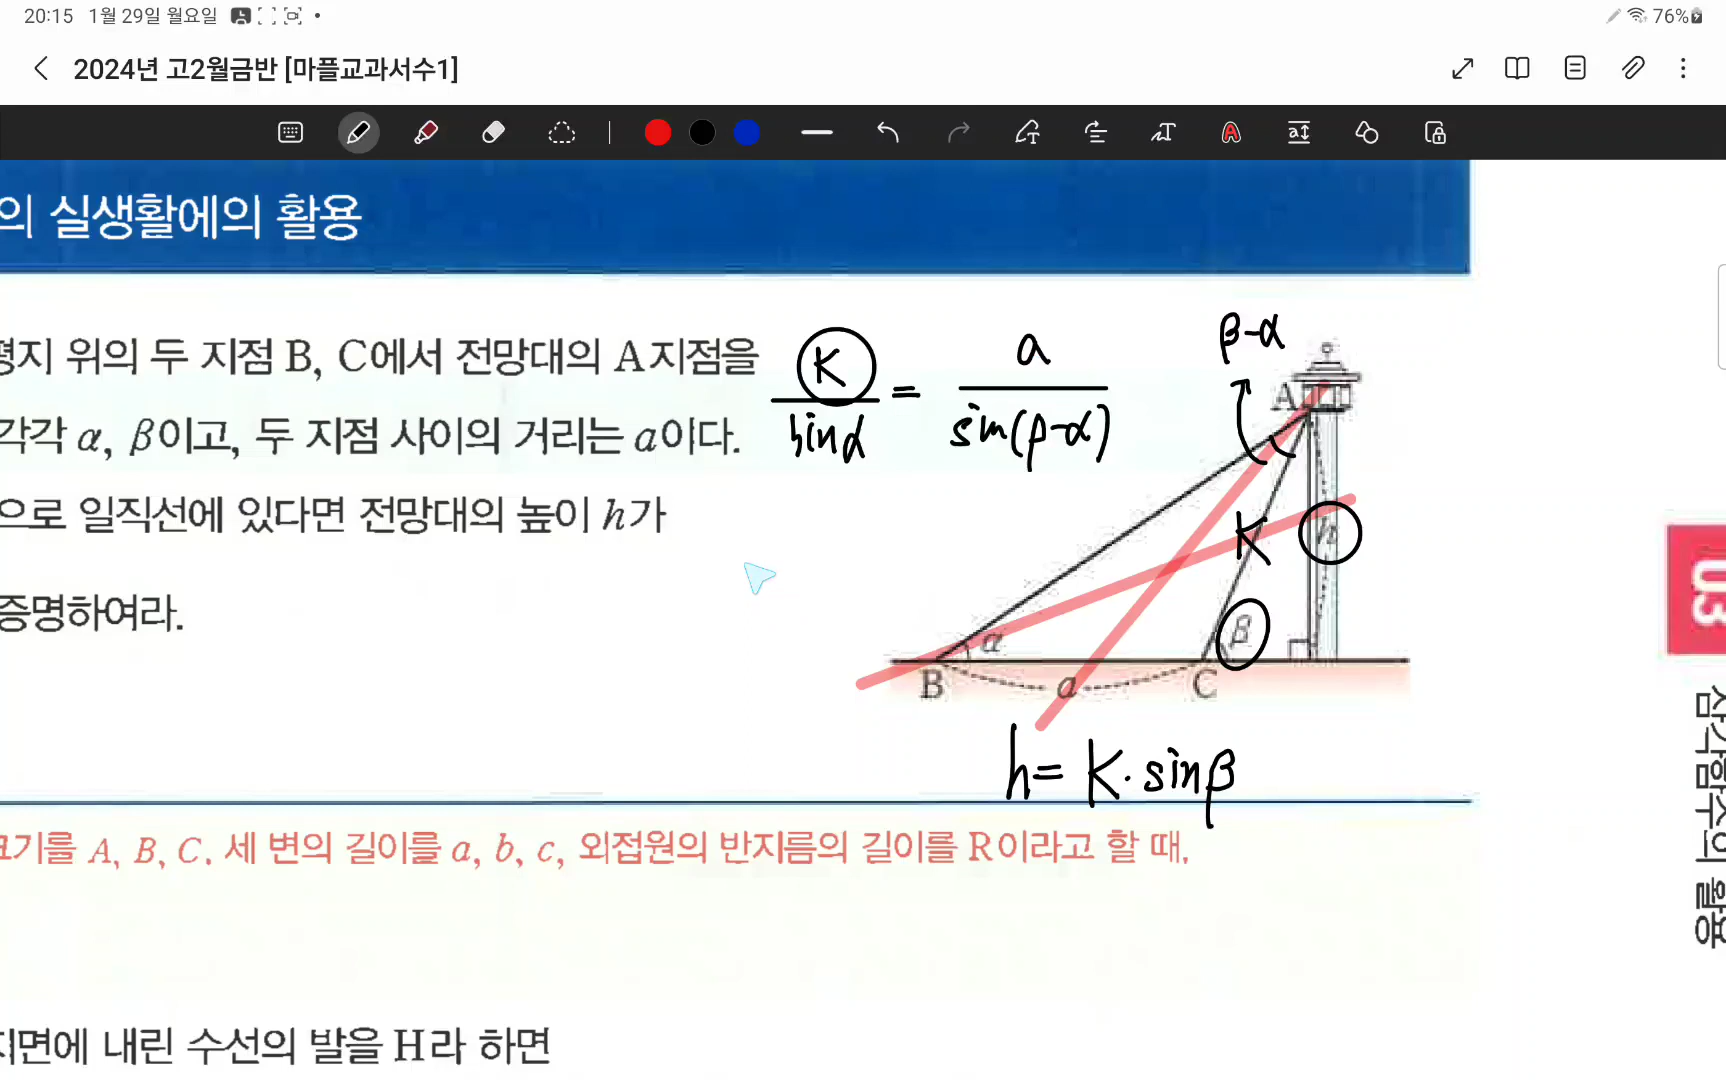 20:15 1월 29일 월요일
76%
2024년 고2월금반 [마플교과서수1]
의 실생활에의 활용
평지 위의 두 지점 B, C에서 전망대의 A지점을
각각 α, β이고, 두 지점 사이의 거리는 a이다.
으로 일직선에 있다면 전망대의 높이 h가
증명하여라.
K/sinα = a/sin(β-α)
β-α
A
K
h
α
β
B
a
C
h= K·sinβ
크기를 A, B, C. 세 변의 길이를 a, b, c, 외접원의 반지름의 길이를 R이라고 할 때,
지면에 내린 수선의 발을 H라 하면
03
삼각함수의 활용